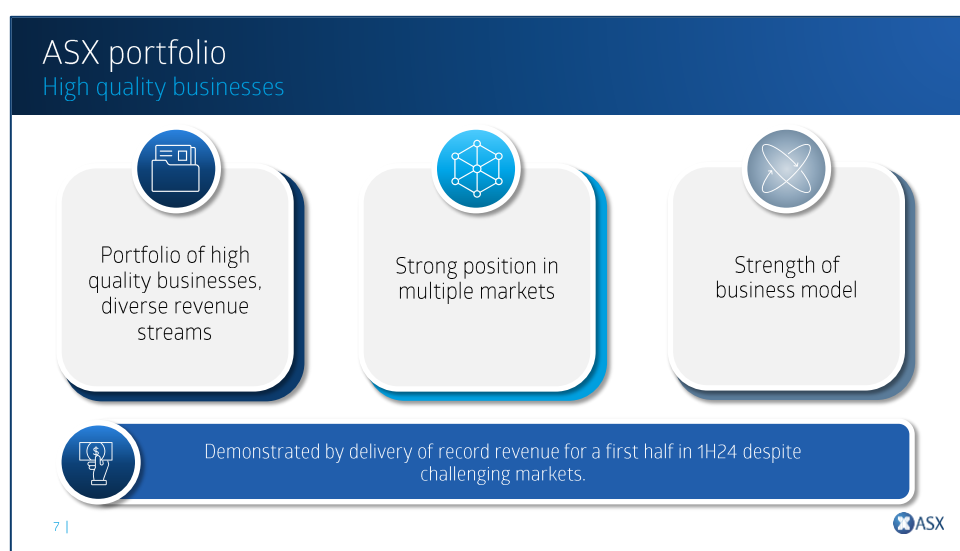 ASX portfolio
High quality businesses
Portfolio of high
quality businesses,
diverse revenue
streams
Strong position in
multiple markets
Strength of
business model
$
Demonstrated by delivery of record revenue for a first half in 1H24 despite
challenging markets.
7 |
ASX